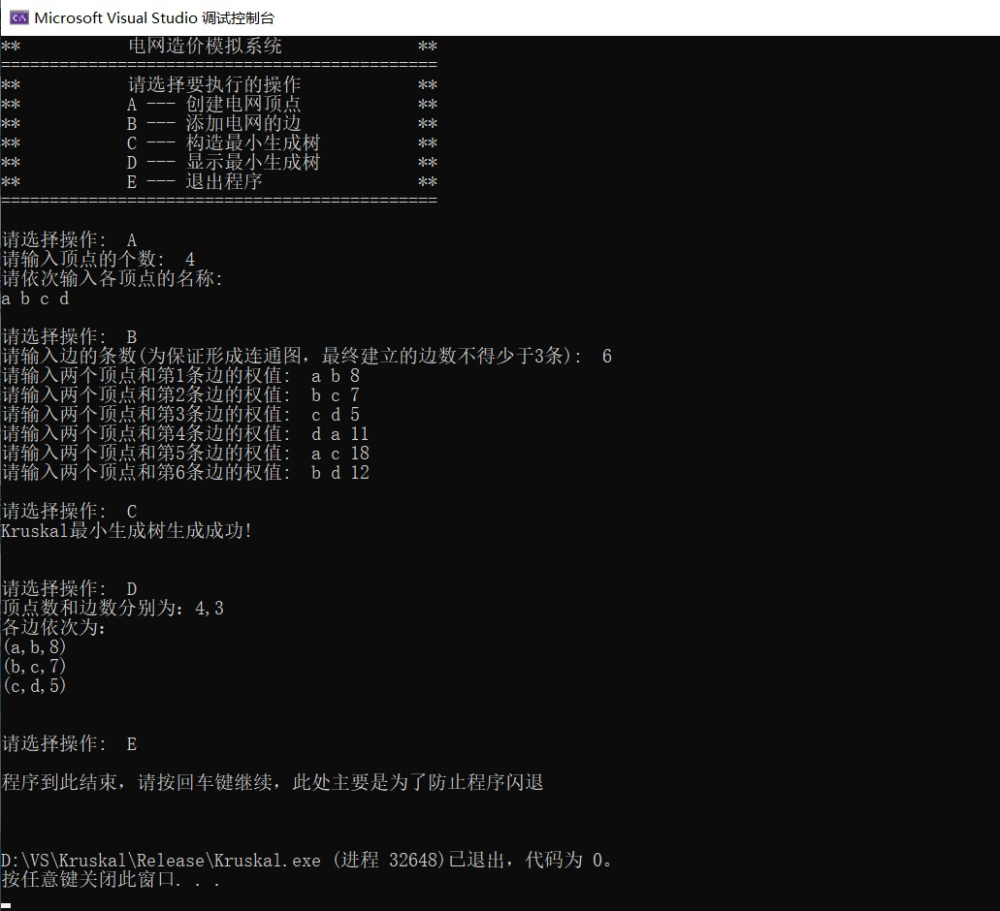 C:\ Microsoft Visual Studio 调试控制台
** 电网造价模拟系统 **
=============================================
** 请选择要执行的操作 **
** A --- 创建电网顶点 **
** B --- 添加电网的边 **
** C --- 构造最小生成树 **
** D --- 显示最小生成树 **
** E --- 退出程序 **
=============================================
请选择操作: A
请输入顶点的个数: 4
请依次输入各顶点的名称:
a b c d
请选择操作: B
请输入边的条数(为保证形成连通图，最终建立的边数不得少于3条): 6
请输入两个顶点和第1条边的权值: a b 8
请输入两个顶点和第2条边的权值: b c 7
请输入两个顶点和第3条边的权值: c d 5
请输入两个顶点和第4条边的权值: d a 11
请输入两个顶点和第5条边的权值: a c 18
请输入两个顶点和第6条边的权值: b d 12
请选择操作: C
Kruskal最小生成树生成成功!
请选择操作: D
顶点数和边数分别为：4,3
各边依次为：
(a,b,8)
(b,c,7)
(c,d,5)
请选择操作: E
程序到此结束，请按回车键继续，此处主要是为了防止程序闪退
D:\VS\Kruskal\Release\Kruskal.exe (进程 32648)已退出，代码为 0。
按任意键关闭此窗口. . .